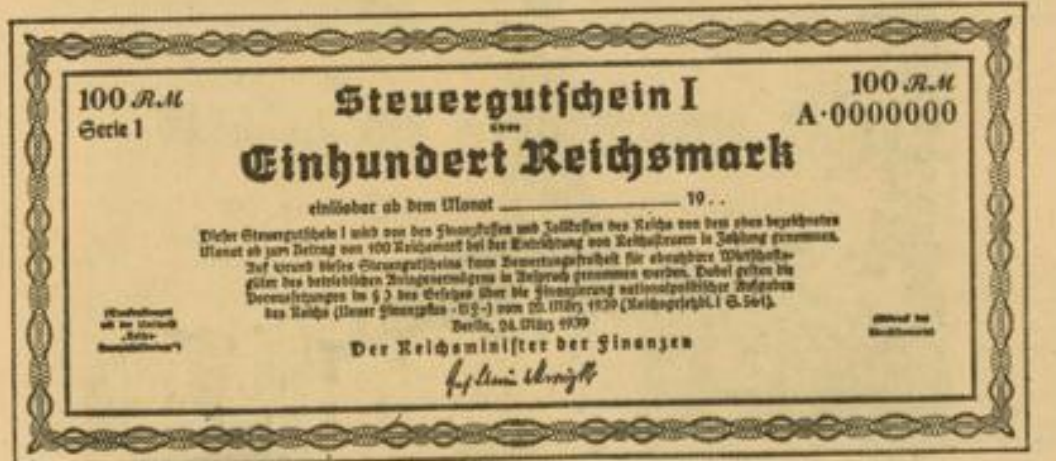 100 RM
Serie 1
Steuergutschein I
über
Einhundert Reichsmark
100 RM
A·0000000
einlösbar ab dem Monat ____________ 19 . .
Dieser Steuergutschein I wird von den Finanzkassen und Zollkassen des Reichs von dem oben bezeichneten
Monat ab zum Betrag von 100 Reichsmark bei der Entrichtung von Reichssteuern in Zahlung genommen.
Auf Grund dieses Steuergutscheins kann Bewertungsfreiheit für abnutzbare Wirtschafts-
güter des betrieblichen Anlagevermögens in Anspruch genommen werden. Dabei gelten die
Voraussetzungen im § 3 des Gesetzes über die Finanzierung nationalpolitischer Aufgaben
des Reichs (Neuer Finanzplan - NF-) vom 20. März 1939 (Reichsgesetzbl. I S. 561).
Berlin, 24. März 1939
Der Reichsminister der Finanzen